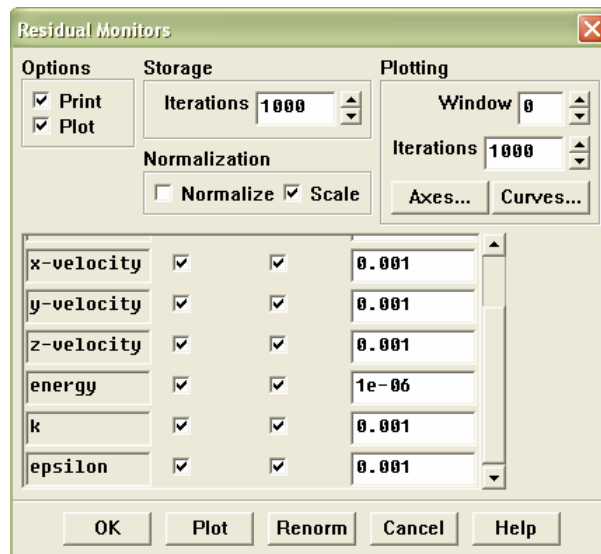 Residual Monitors
Options
Print
Plot
Storage
Iterations 1000
Normalization
Normalize Scale
Plotting
Window 0
Iterations 1000
Axes... Curves...
x-velocity 0.001
y-velocity 0.001
z-velocity 0.001
energy 1e-06
k 0.001
epsilon 0.001
OK Plot Renorm Cancel Help